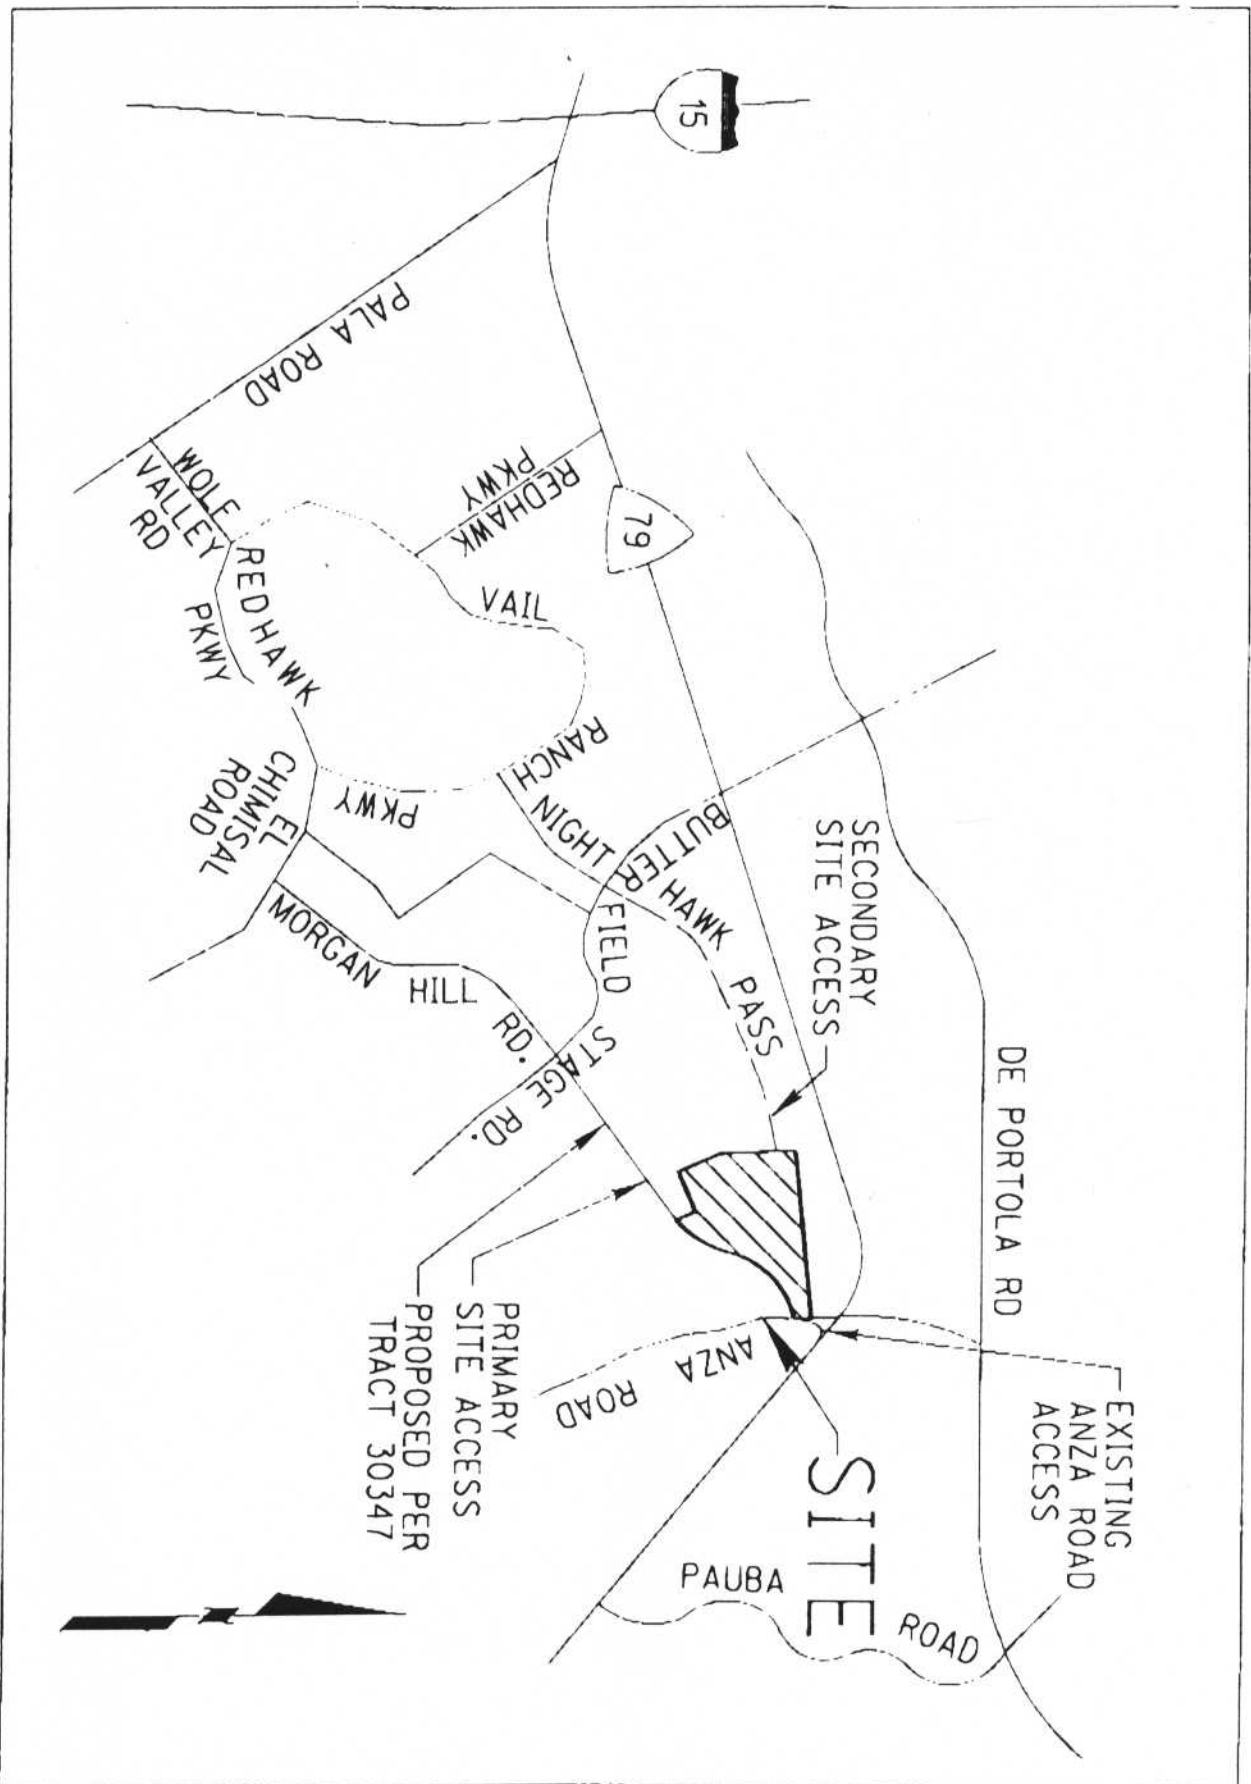 15
PALA ROAD
WOLF
VALLEY
RD
REDHAWK
PKWY
REDHAWK
PKWY
79
VAIL
RANCH
PKWY
EL
CHIMISAL
ROAD
NIGHT HAWK PASS
BUTTERFIELD
STAGE RD.
MORGAN HILL RD.
SECONDARY
SITE ACCESS
DE PORTOLA RD
EXISTING
ANZA ROAD
ACCESS
SITE
ANZA
ROAD
PAUBA ROAD
PRIMARY
SITE ACCESS
PROPOSED PER
TRACT 30347